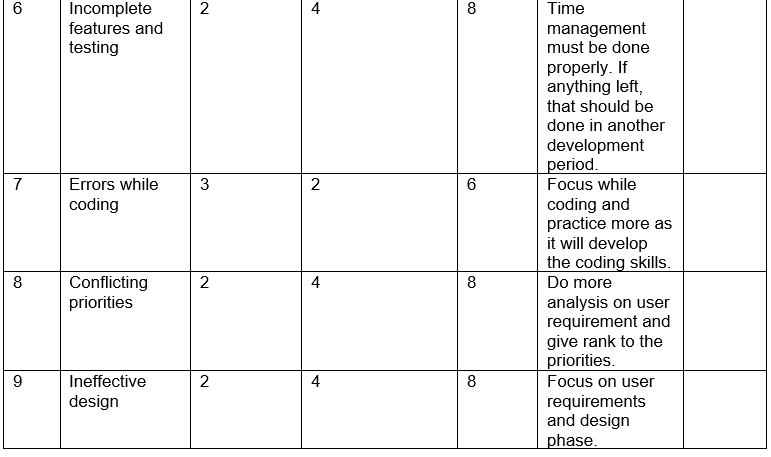 6 Incomplete 2 4 8 Time
features and management
testing must be done
properly. If
anything left,
that should be
done in another
development
period.
7 Errors while 3 2 6 Focus while
coding coding and
practice more as
it will develop
the coding skills.
8 Conflicting 2 4 8 Do more
priorities analysis on user
requirement and
give rank to the
priorities.
9 Ineffective 2 4 8 Focus on user
design requirements
and design
phase.